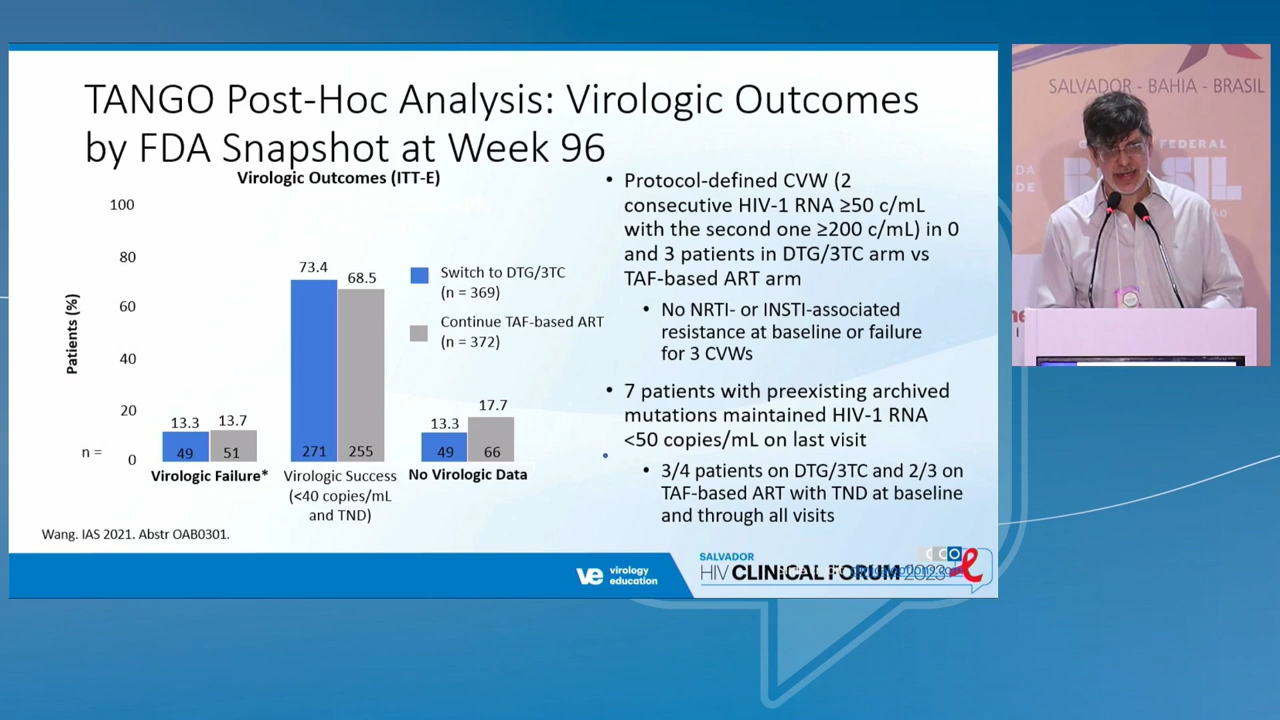 TANGO Post-Hoc Analysis: Virologic Outcomes
by FDA Snapshot at Week 96
Virologic Outcomes (ITT-E)
Patients (%)
100
80
60
40
20
0
n =
73.4
68.5
13.3
13.7
13.3
17.7
49
51
271
255
49
66
Virologic Failure*
Virologic Success
(<40 copies/mL
and TND)
No Virologic Data
Switch to DTG/3TC
(n = 369)
Continue TAF-based ART
(n = 372)
• Protocol-defined CVW (2
consecutive HIV-1 RNA ≥50 c/mL
with the second one ≥200 c/mL) in 0
and 3 patients in DTG/3TC arm vs
TAF-based ART arm
• No NRTI- or INSTI-associated
resistance at baseline or failure
for 3 CVWs
• 7 patients with preexisting archived
mutations maintained HIV-1 RNA
<50 copies/mL on last visit
• 3/4 patients on DTG/3TC and 2/3 on
TAF-based ART with TND at baseline
and through all visits
Wang. IAS 2021. Abstr OAB0301.
ve virology
education
SALVADOR
HIV CLINICAL FORUM 2023
CCO
SALVADOR - BAHIA - BRASIL
FEDERAL
BRASIL